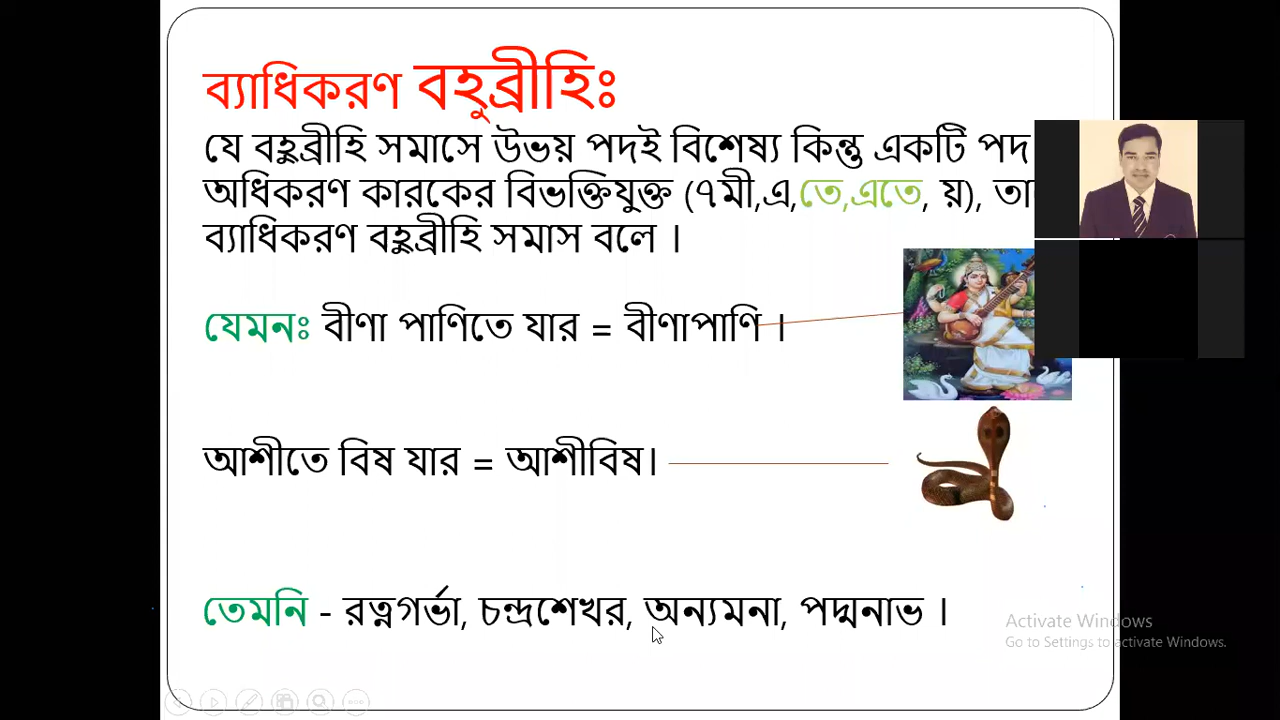 ব্যাধিকরণ বহুব্রীহিঃ
যে বহুব্রীহি সমাসে উভয় পদই বিশেষ্য কিন্তু একটি পদ
অধিকরণ কারকের বিভক্তিযুক্ত (৭মী,এ,তে,এতে, য়), তা
ব্যাধিকরণ বহুব্রীহি সমাস বলে ।
যেমনঃ বীণা পাণিতে যার = বীণাপাণি ।
আশীতে বিষ যার = আশীবিষ।
তেমনি - রত্নগর্ভা, চন্দ্রশেখর, অন্যমনা, পদ্মনাভ ।
Activate Windows
Go to Settings to activate Windows.